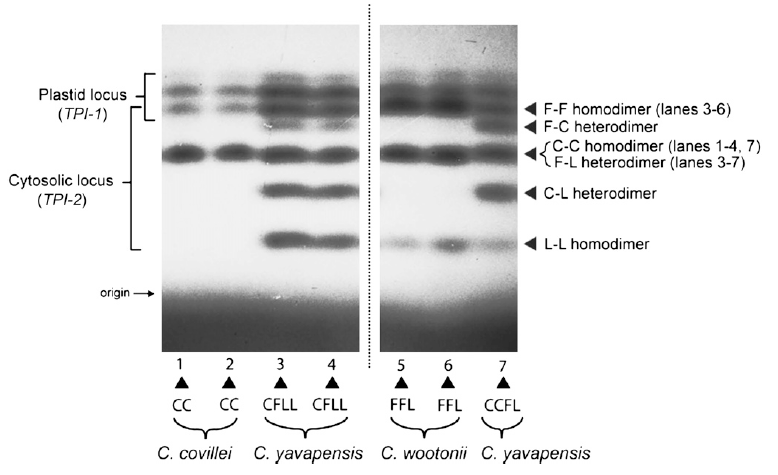 Plastid locus
(TPI-1)
Cytosolic locus
(TPI-2)
origin
F-F homodimer (lanes 3-6)
F-C heterodimer
C-C homodimer (lanes 1-4, 7)
F-L heterodimer (lanes 3-7)
C-L heterodimer
L-L homodimer
1 2 3 4 5 6 7
CC CC CFLL CFLL FFL FFL CCFL
C. covillei C. yavapensis C. wootonii C. yavapensis